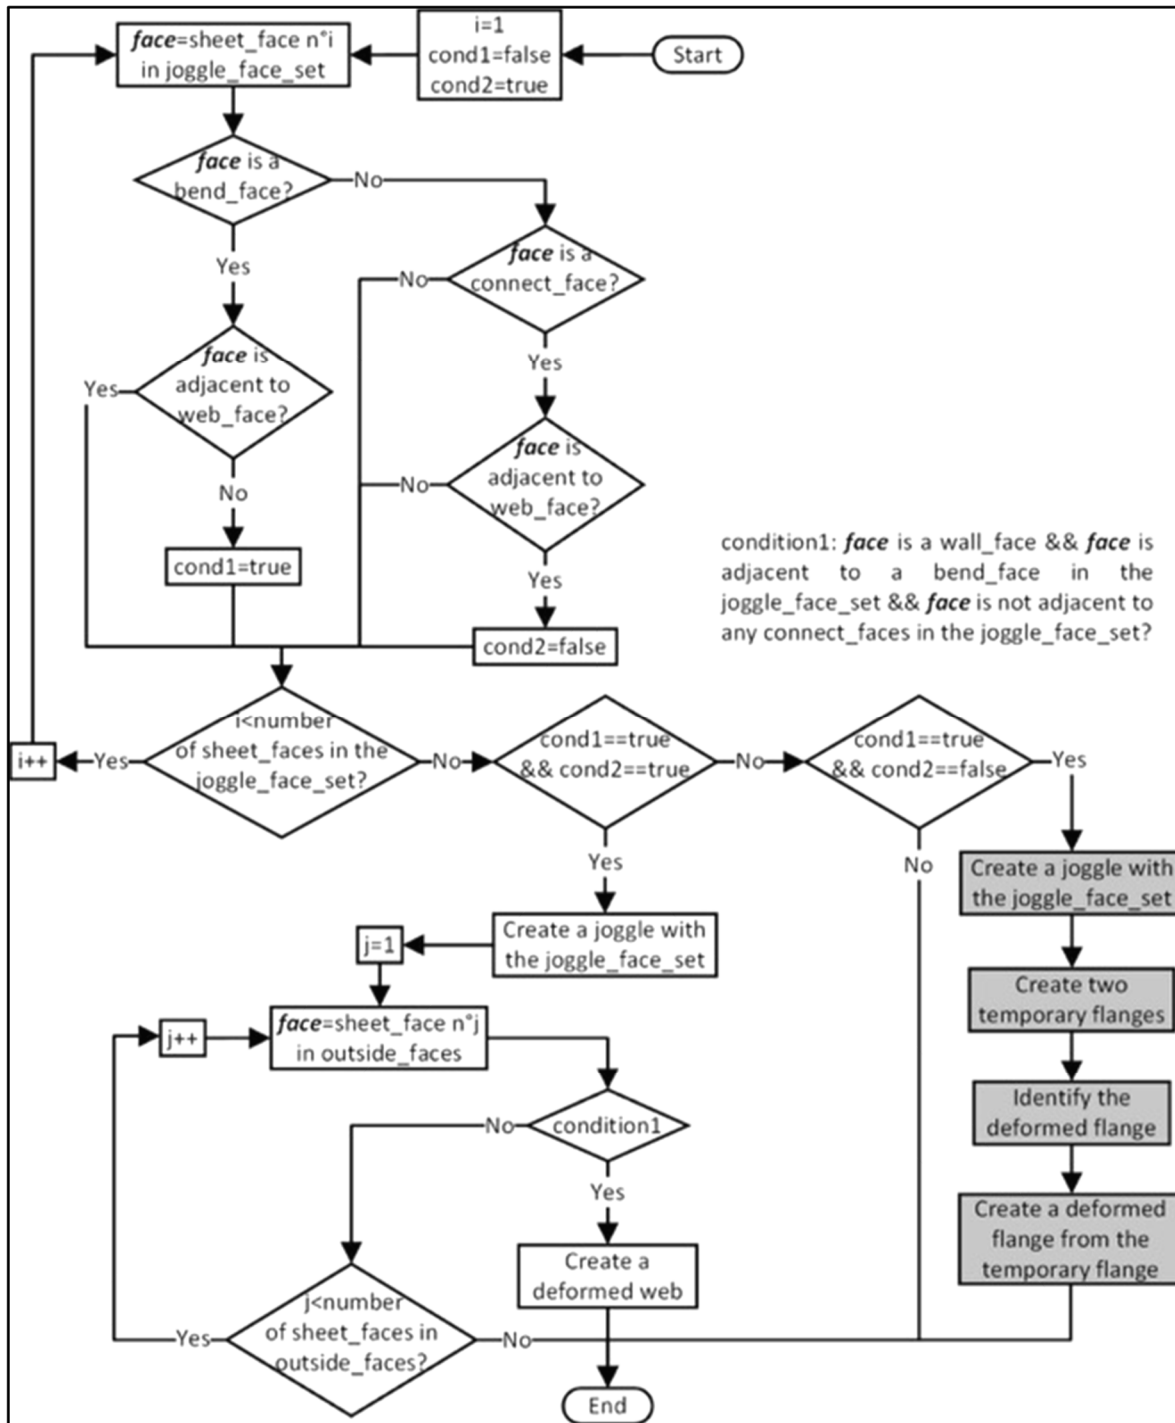 Start
i=1
cond1=false
cond2=true
face=sheet_face n°i
in joggle_face_set
face is a
bend_face?
No
Yes
face is a
connect_face?
No
Yes
face is
adjacent to
web_face?
Yes
No
face is
adjacent to
web_face?
No
Yes
cond1=true
cond2=false
condition1: face is a wall_face && face is
adjacent to a bend_face in the
joggle_face_set && face is not adjacent to
any connect_faces in the joggle_face_set?
i<number
of sheet_faces in the
joggle_face_set?
Yes
i++
No
cond1==true
&& cond2==true
No
cond1==true
&& cond2==false
Yes
Yes
No
Create a joggle with
the joggle_face_set
Create two
temporary flanges
Identify the
deformed flange
Create a deformed
flange from the
temporary flange
Create a joggle with
the joggle_face_set
j=1
j++
face=sheet_face n°j
in outside_faces
condition1
No
Yes
Create a
deformed web
j<number
of sheet_faces in
outside_faces?
Yes
No
End